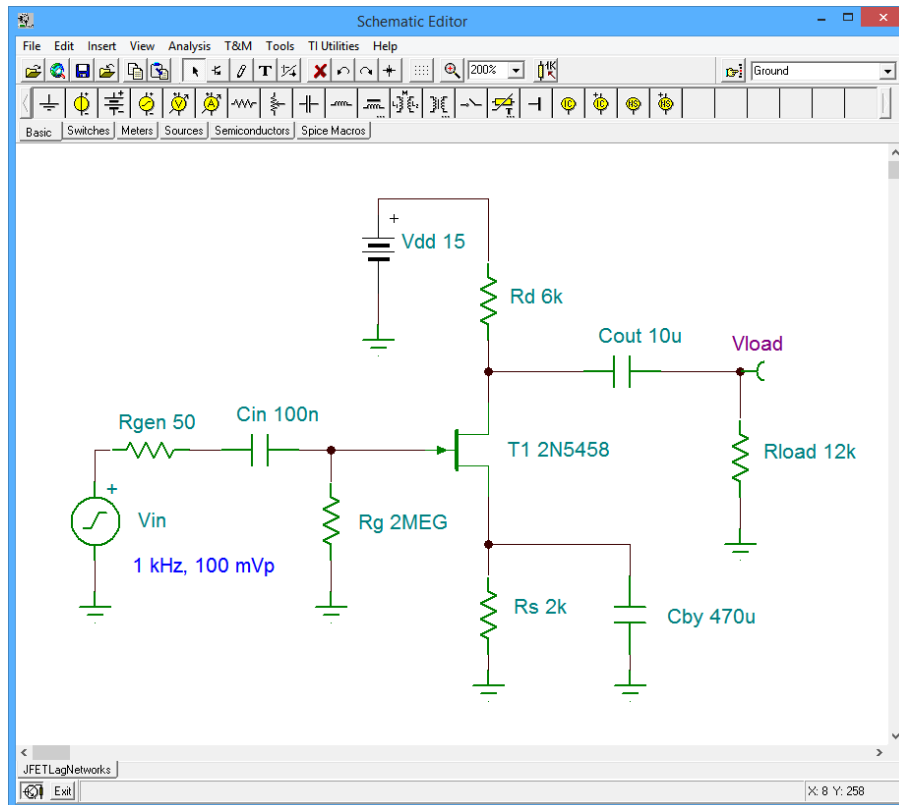 Schematic Editor
File Edit Insert View Analysis T&M Tools TI Utilities Help
T 200% 1K Ground
Basic Switches Meters Sources Semiconductors Spice Macros
Vdd 15
Rd 6k
Cout 10u
Vload
Rgen 50
Cin 100n
T1 2N5458
Rload 12k
Vin
Rg 2MEG
1 kHz, 100 mVp
Rs 2k
Cby 470u
JFETLagNetworks
Exit X: 8 Y: 258